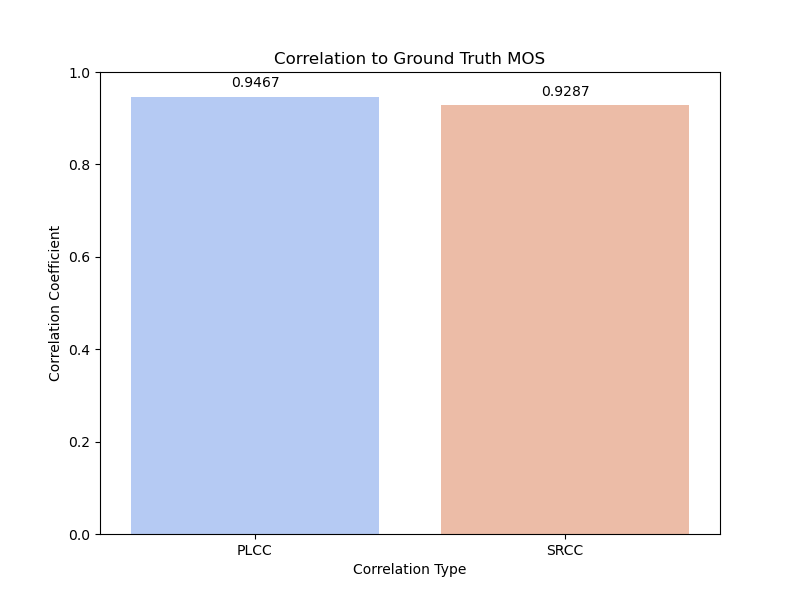 Correlation to Ground Truth MOS
1.0
0.9467
0.9287
0.8
0.6
Correlation Coefficient
0.4
0.2
0.0
PLCC
SRCC
Correlation Type